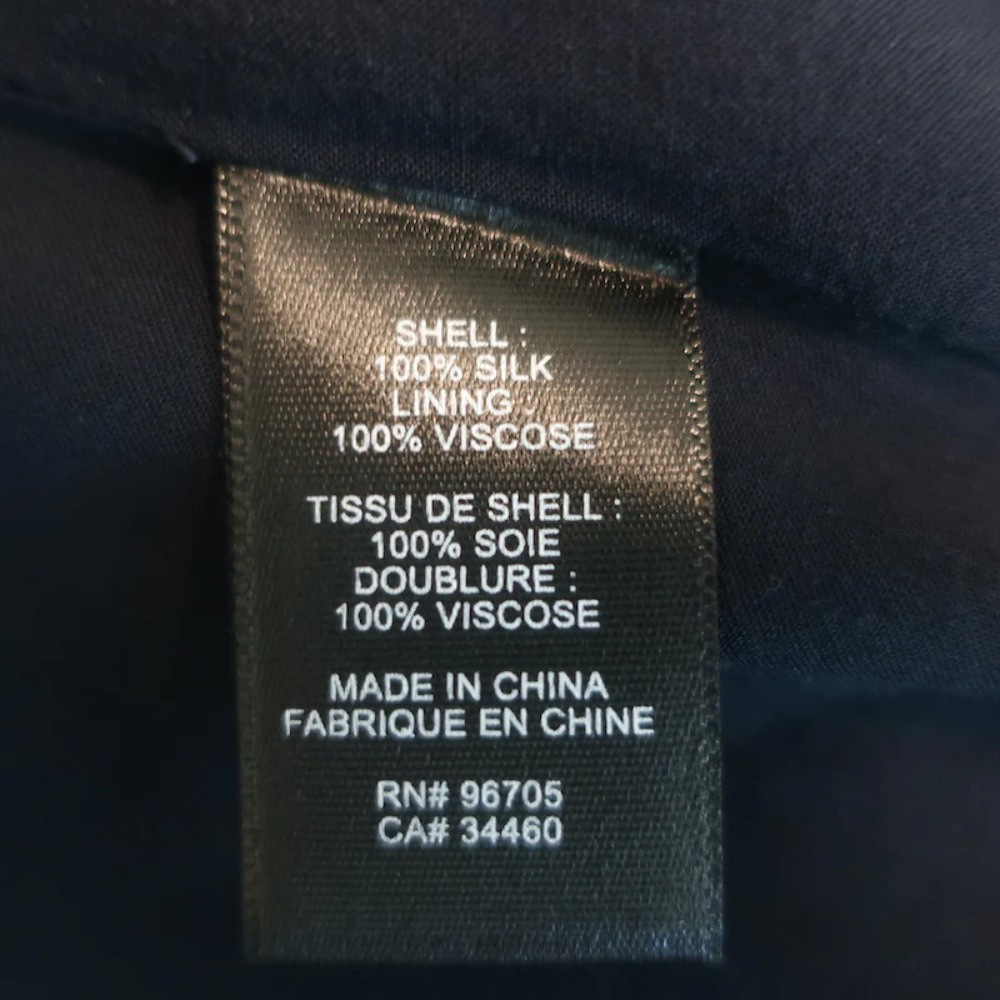 SHELL :
100% SILK
LINING :
100% VISCOSE
TISSU DE SHELL :
100% SOIE
DOUBLURE :
100% VISCOSE
MADE IN CHINA
FABRIQUE EN CHINE
RN# 96705
CA# 34460